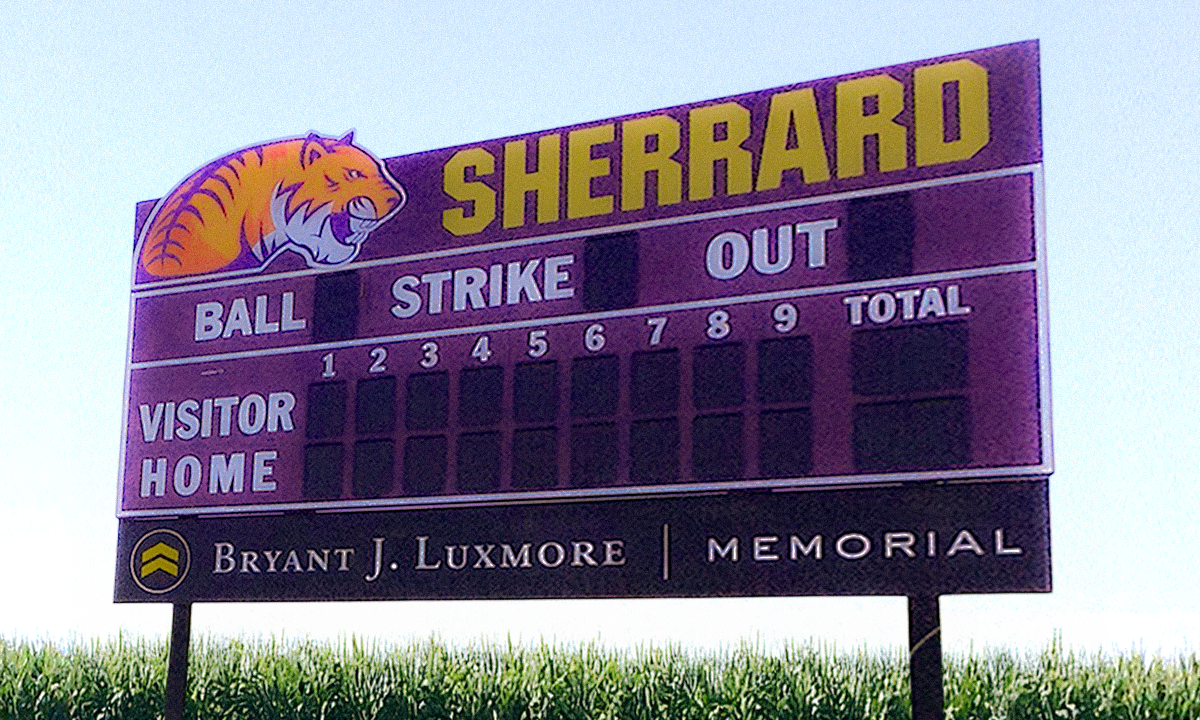 SHERRARD
BALL STRIKE OUT
1 2 3 4 5 6 7 8 9 TOTAL
VISITOR
HOME
BRYANT J. LUXMORE | MEMORIAL